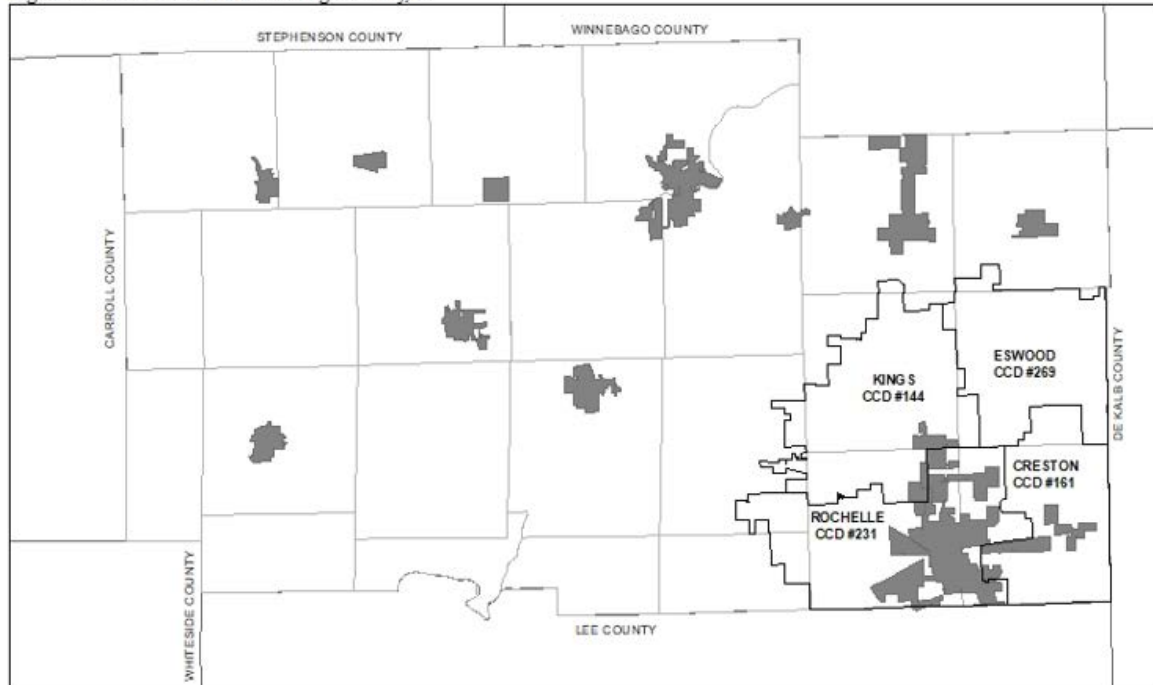 STEPHENSON COUNTY
WINNEBAGO COUNTY
CARROLL COUNTY
ESWOOD
CCD #269
KINGS
CCD #144
DE KALB COUNTY
CRESTON
CCD #161
ROCHELLE
CCD #231
WHITESIDE COUNTY
LEE COUNTY